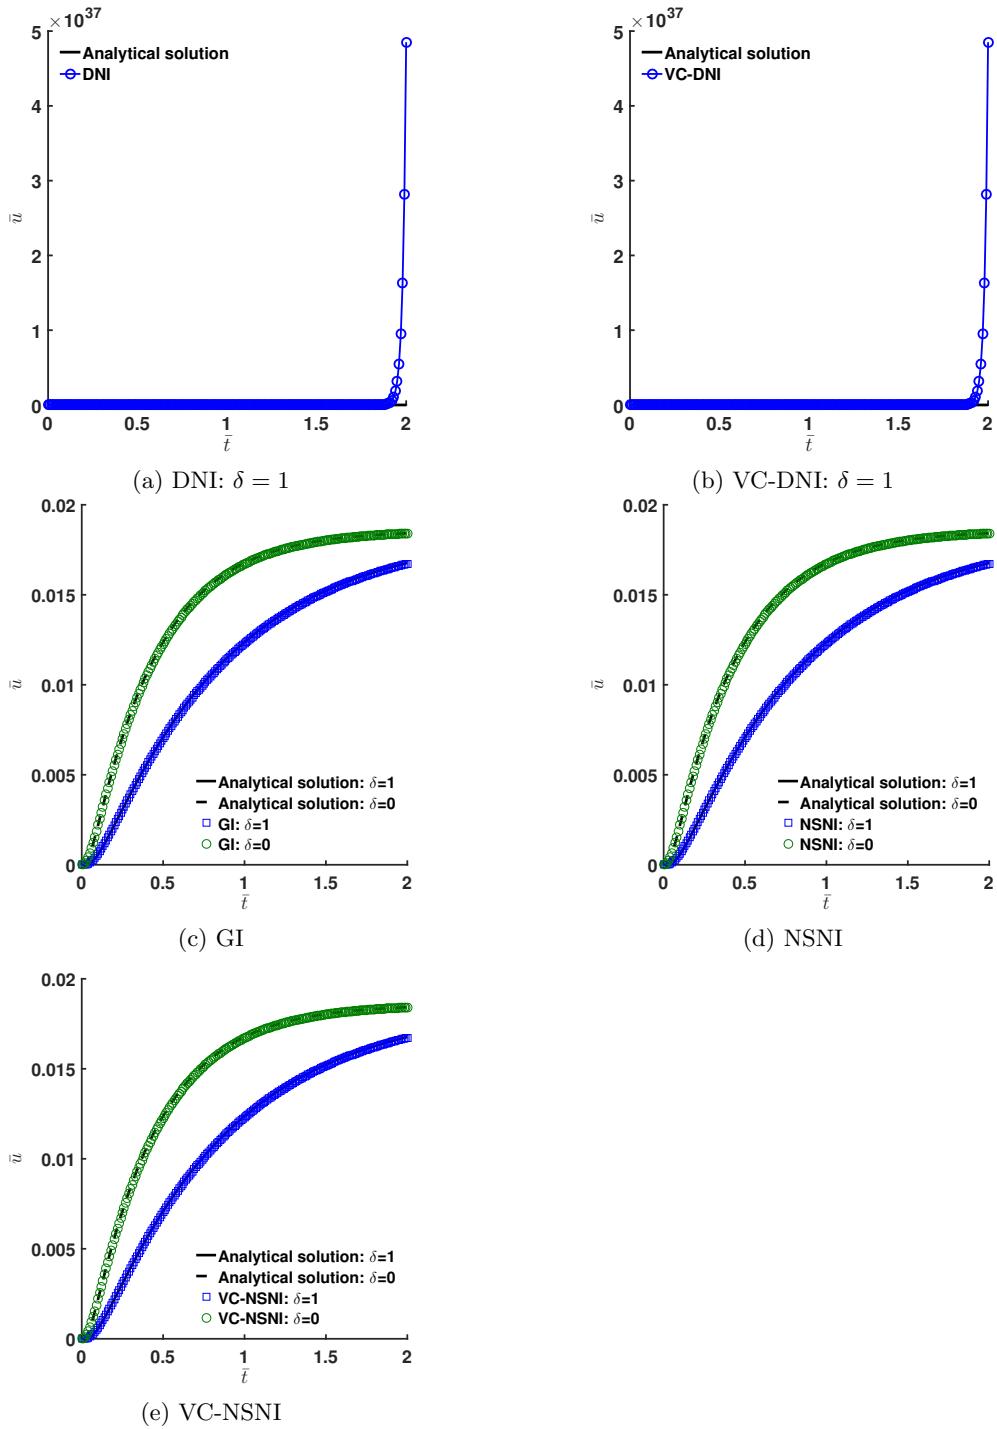 ×10^37
5
4
3
2
1
0
0 0.5 1 1.5 2
ū
t̄
Analytical solution
DNI
(a) DNI: δ = 1
×10^37
5
4
3
2
1
0
0 0.5 1 1.5 2
ū
t̄
Analytical solution
VC-DNI
(b) VC-DNI: δ = 1
0.02
0.015
0.01
0.005
0
0 0.5 1 1.5 2
ū
t̄
Analytical solution: δ=1
Analytical solution: δ=0
GI: δ=1
GI: δ=0
(c) GI
0.02
0.015
0.01
0.005
0
0 0.5 1 1.5 2
ū
t̄
Analytical solution: δ=1
Analytical solution: δ=0
NSNI: δ=1
NSNI: δ=0
(d) NSNI
0.02
0.015
0.01
0.005
0
0 0.5 1 1.5 2
ū
t̄
Analytical solution: δ=1
Analytical solution: δ=0
VC-NSNI: δ=1
VC-NSNI: δ=0
(e) VC-NSNI